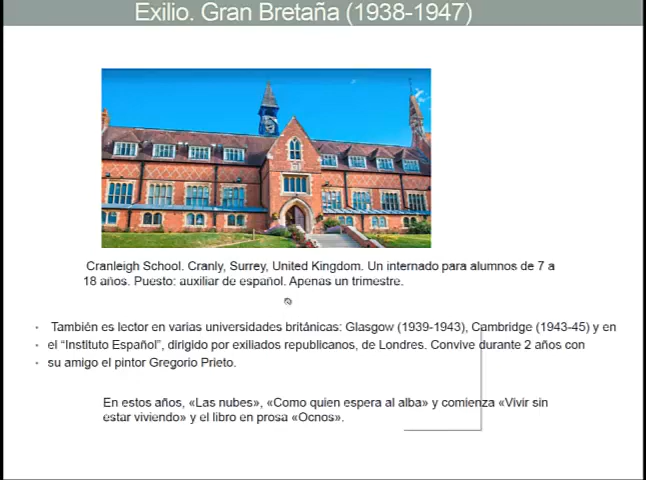 Exilio. Gran Bretaña (1938-1947)
Cranleigh School. Cranly, Surrey, United Kingdom. Un internado para alumnos de 7 a
18 años. Puesto: auxiliar de español. Apenas un trimestre.
• También es lector en varias universidades británicas: Glasgow (1939-1943), Cambridge (1943-45) y en
• el “Instituto Español”, dirigido por exiliados republicanos, de Londres. Convive durante 2 años con
• su amigo el pintor Gregorio Prieto.
En estos años, «Las nubes», «Como quien espera al alba» y comienza «Vivir sin
estar viviendo» y el libro en prosa «Ocnos».